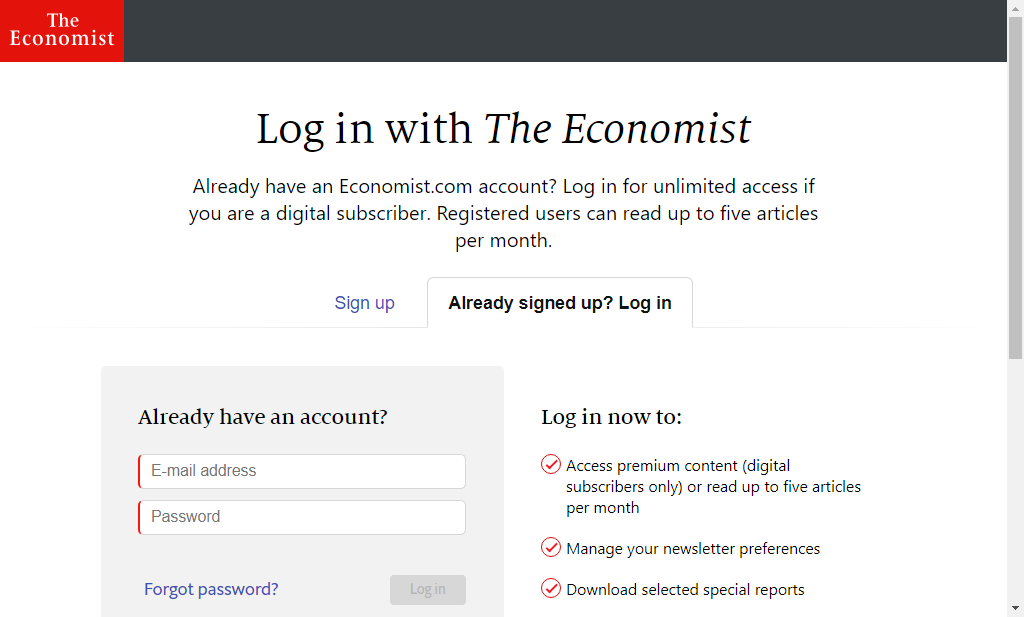 The
Economist
Log in with The Economist
Already have an Economist.com account? Log in for unlimited access if
you are a digital subscriber. Registered users can read up to five articles
per month.
Sign up
Already signed up? Log in
Already have an account?
E-mail address
Password
Forgot password?
Log in
Log in now to:
Access premium content (digital
subscribers only) or read up to five articles
per month
Manage your newsletter preferences
Download selected special reports